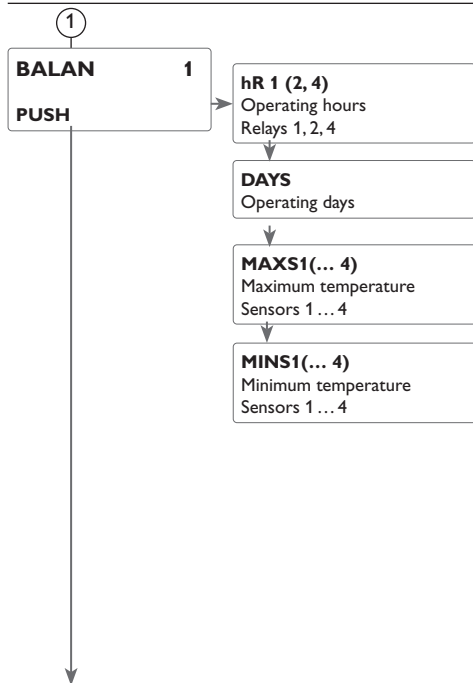 1
BALAN 1
PUSH
hR 1 (2, 4)
Operating hours
Relays 1, 2, 4
DAYS
Operating days
MAXS1(… 4)
Maximum temperature
Sensors 1 … 4
MINS1(… 4)
Minimum temperature
Sensors 1 … 4